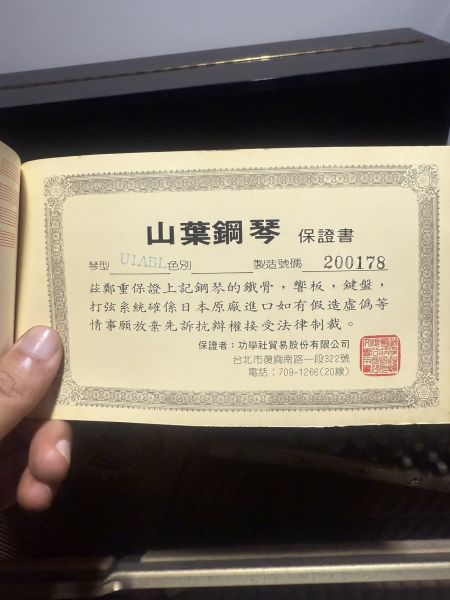 山葉鋼琴 保證書
琴型 U1ABL 色別 製造號碼 200178
茲鄭重保證上記鋼琴的鐵骨，響板，鍵盤，
打弦系統確係日本原廠進口如有假造虛偽等
情事願放棄先訴抗辯權接受法律制裁。
保證者：功學社貿易股份有限公司
台北市復興南路一段322號
電話：709-1266(20線)